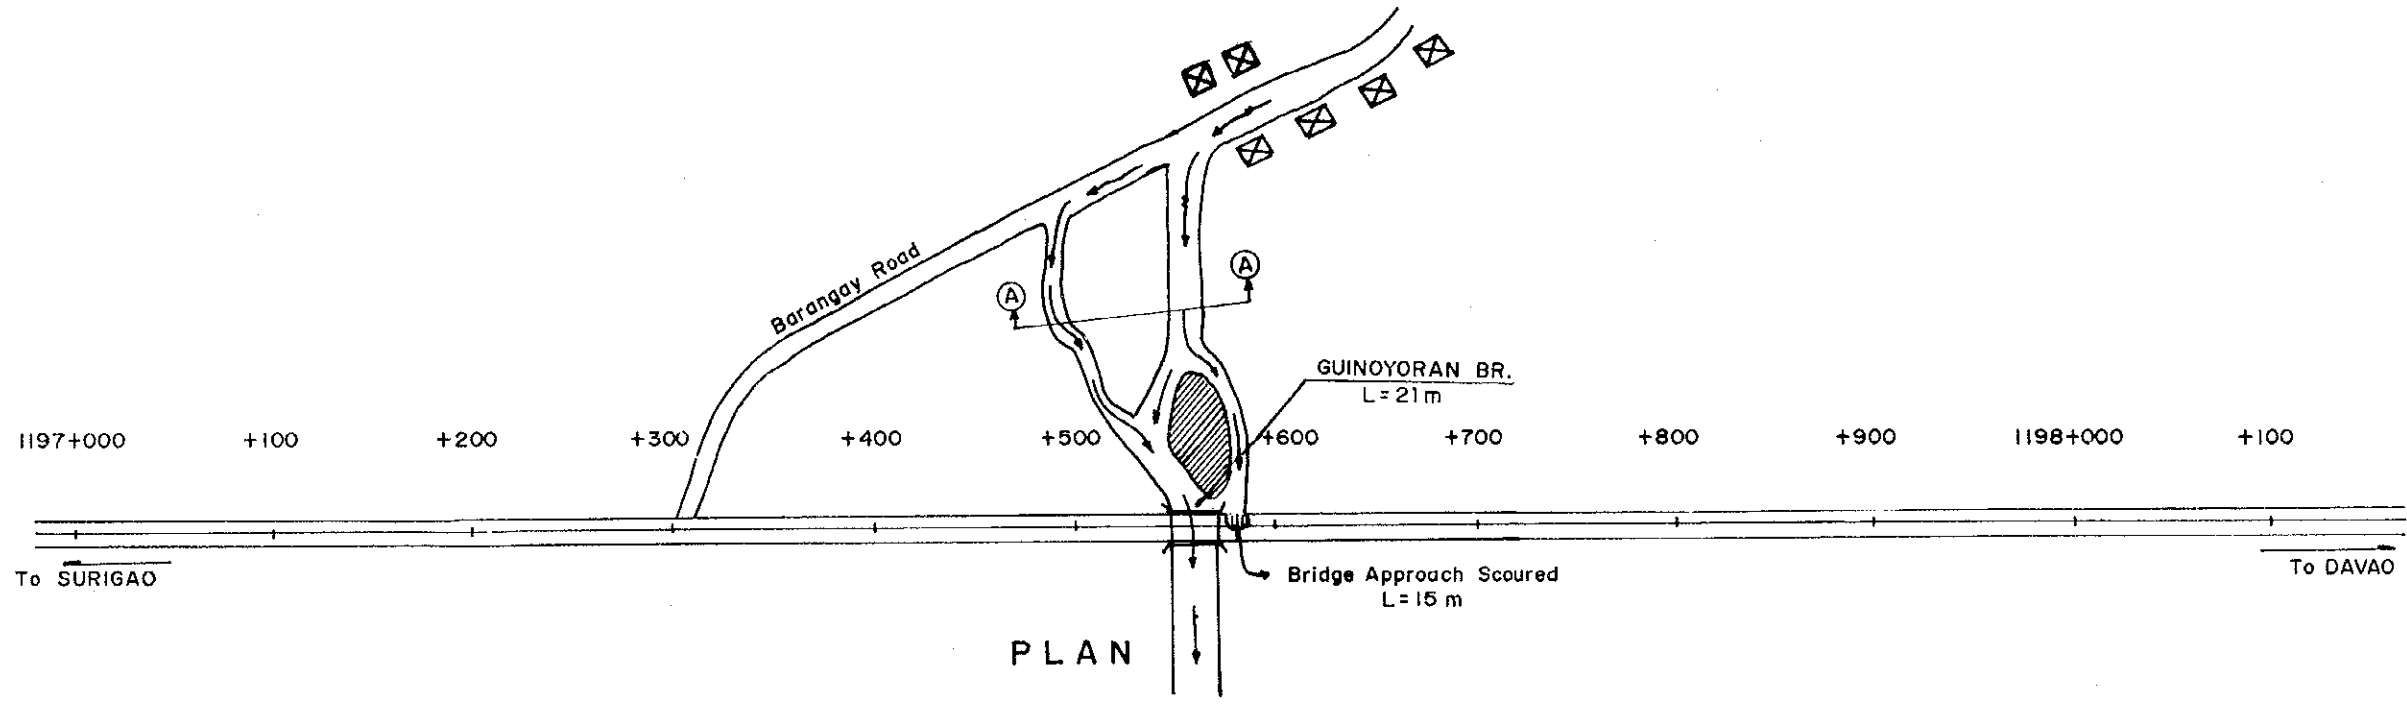 A
Barangay Road
A
GUINOYORAN BR.
L=21m
1197+000 +100 +200 +300 +400 +500 +600 +700 +800 +900 1198+000 +100
To SURIGAO
To DAVAO
Bridge Approach Scoured
L=15m
PLAN